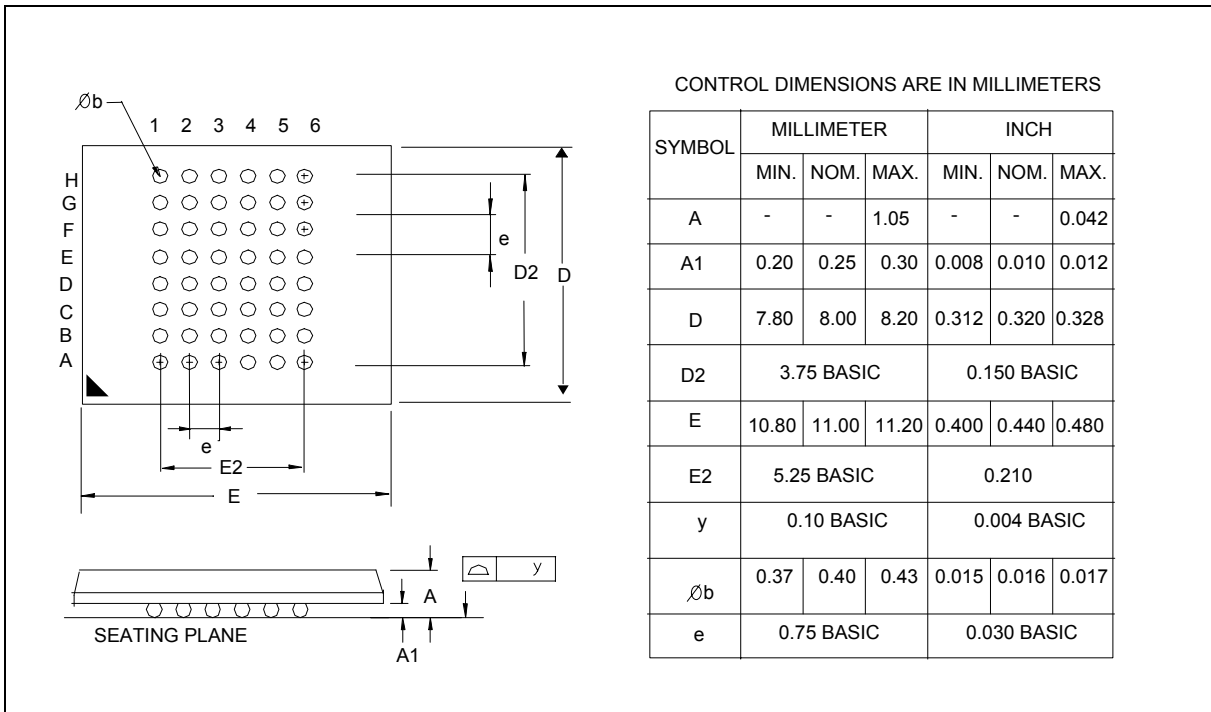 CONTROL DIMENSIONS ARE IN MILLIMETERS
Øb
1 2 3 4 5 6
H
G
F
E
D
C
B
A
e
D2
D
e
E2
E
A
y
SEATING PLANE
A1
SYMBOL MILLIMETER INCH
MIN. NOM. MAX. MIN. NOM. MAX.
A - - 1.05 - - 0.042
A1 0.20 0.25 0.30 0.008 0.010 0.012
D 7.80 8.00 8.20 0.312 0.320 0.328
D2 3.75 BASIC 0.150 BASIC
E 10.80 11.00 11.20 0.400 0.440 0.480
E2 5.25 BASIC 0.210
y 0.10 BASIC 0.004 BASIC
Øb 0.37 0.40 0.43 0.015 0.016 0.017
e 0.75 BASIC 0.030 BASIC